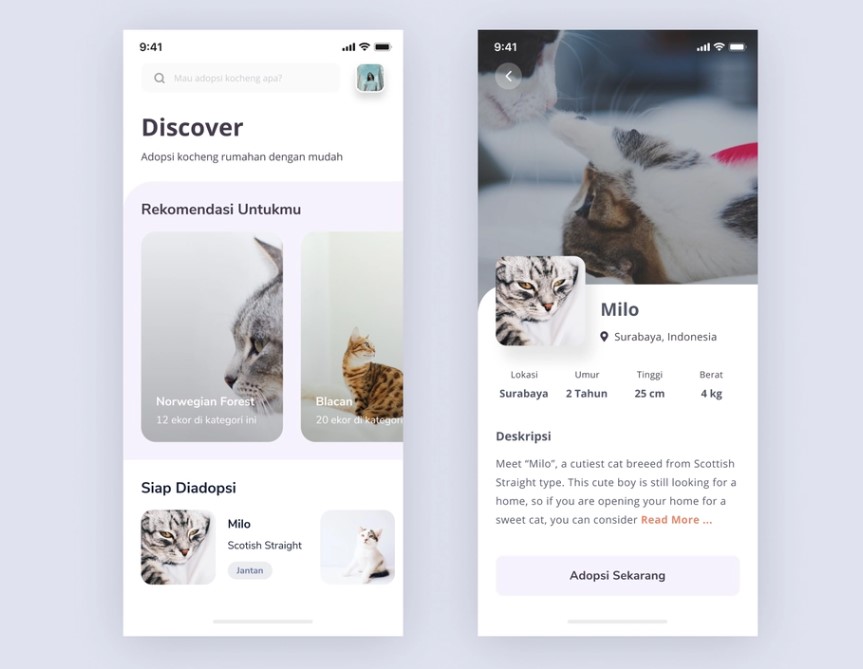 9:41
Mau adopsi kocheng apa?
Discover
Adopsi kocheng rumahan dengan mudah
Rekomendasi Untukmu
Norwegian Forest
12 ekor di kategori ini
Blacan
20 ekor di kategori
Siap Diadopsi
Milo
Scotish Straight
Jantan
9:41
Milo
Surabaya, Indonesia
Lokasi Umur Tinggi Berat
Surabaya 2 Tahun 25 cm 4 kg
Deskripsi
Meet “Milo”, a cutiest cat breeed from Scottish
Straight type. This cute boy is still looking for a
home, so if you are opening your home for a
sweet cat, you can consider Read More ...
Adopsi Sekarang